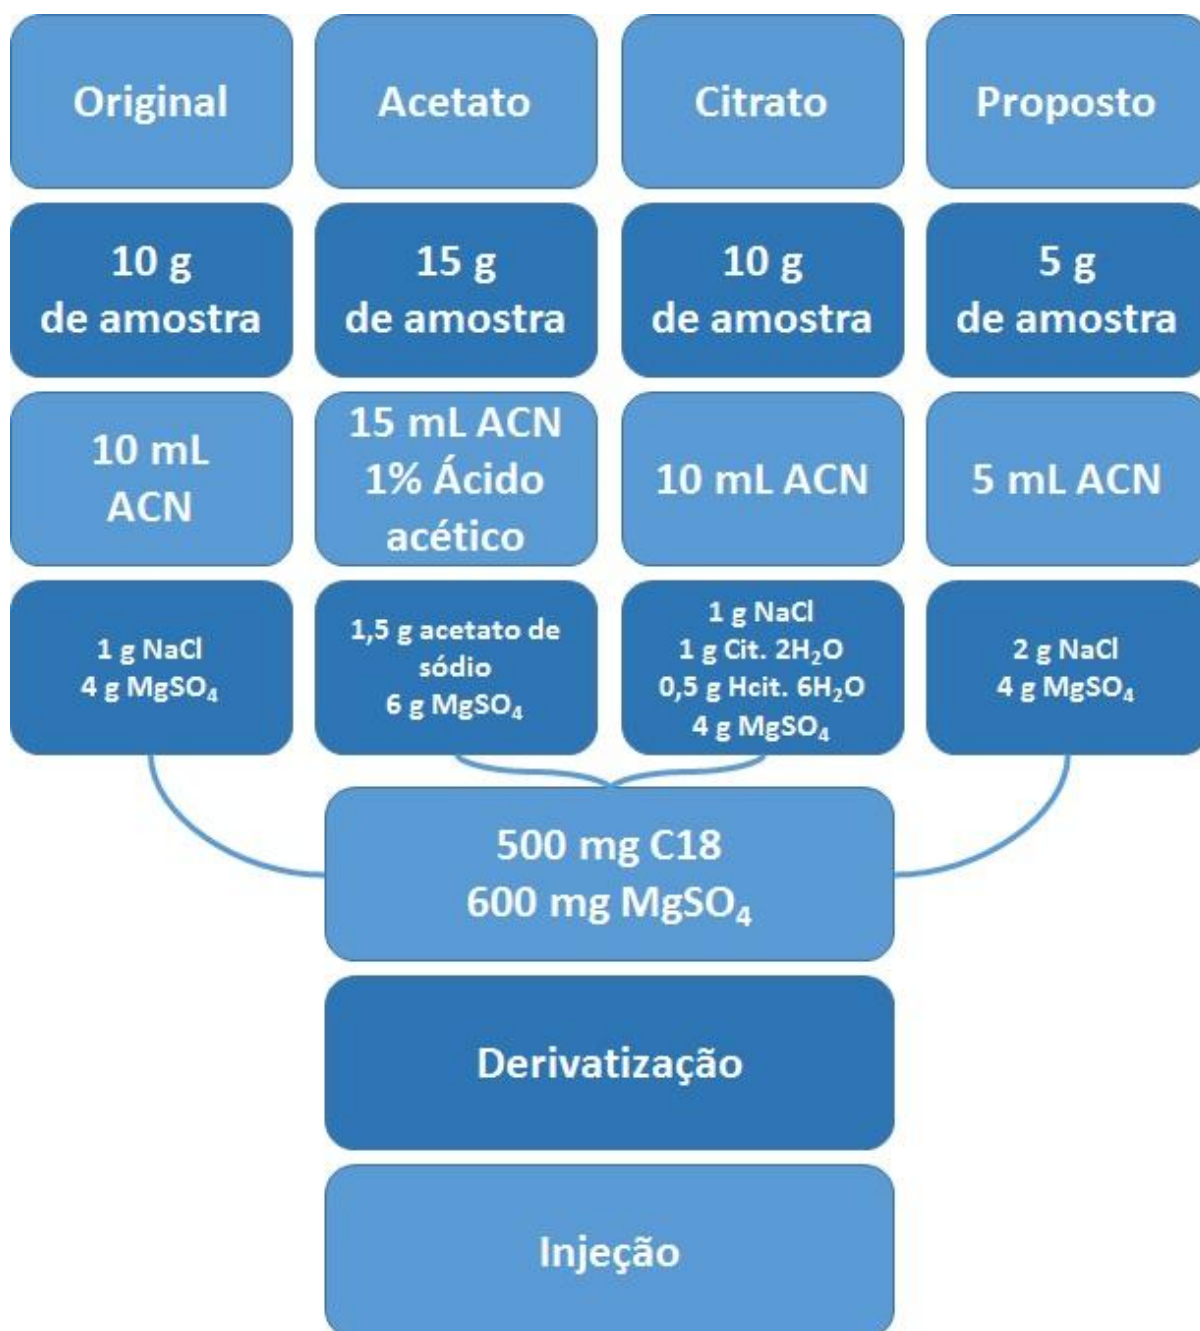 Original
Acetato
Citrato
Proposto
10 g
de amostra
15 g
de amostra
10 g
de amostra
5 g
de amostra
10 mL
ACN
15 mL ACN
1% Ácido
acético
10 mL ACN
5 mL ACN
1 g NaCl
4 g MgSO₄
1,5 g acetato de
sódio
6 g MgSO₄
1 g NaCl
1 g Cit. 2H₂O
0,5 g Hcit. 6H₂O
4 g MgSO₄
2 g NaCl
4 g MgSO₄
500 mg C18
600 mg MgSO₄
Derivatização
Injeção